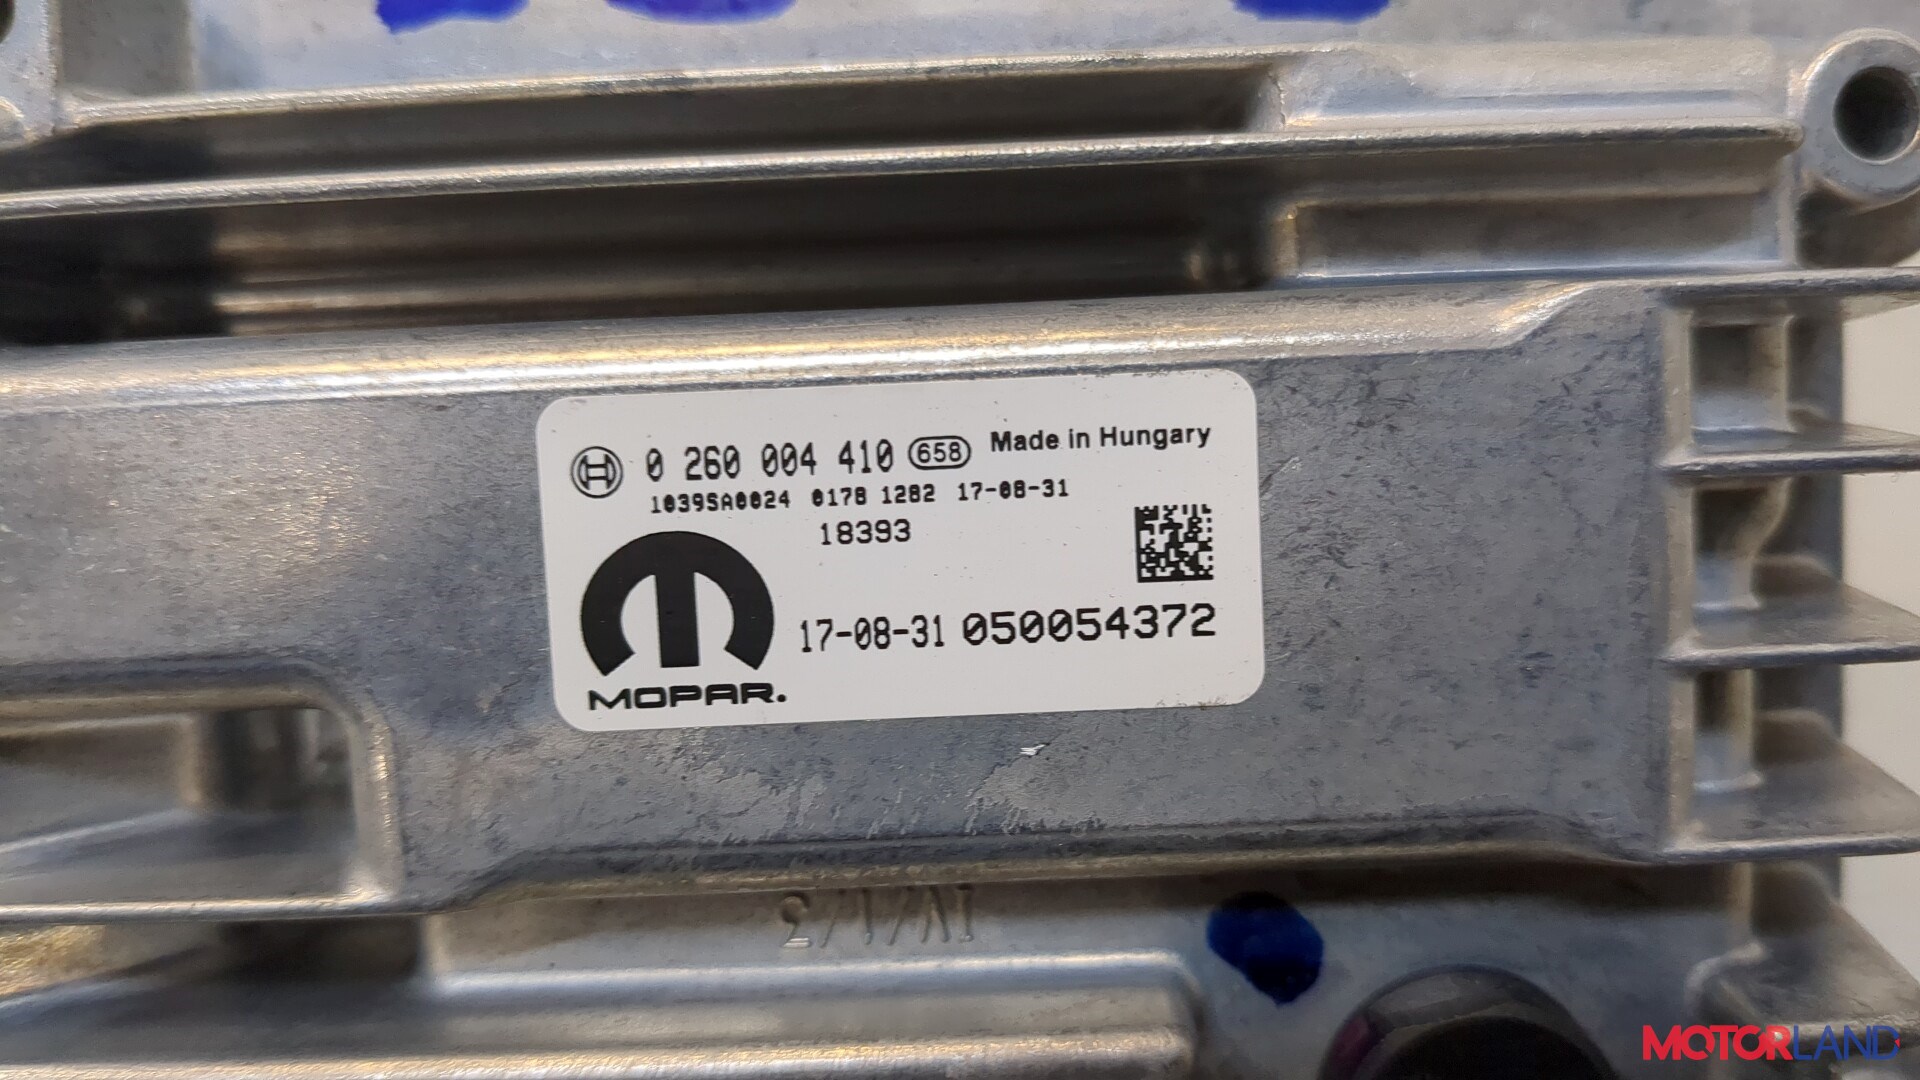 0 260 004 410 658 Made in Hungary
1039SA0024 0178 1282 17-08-31
18393
17-08-31 050054372
MOPAR.
MOTORLAND